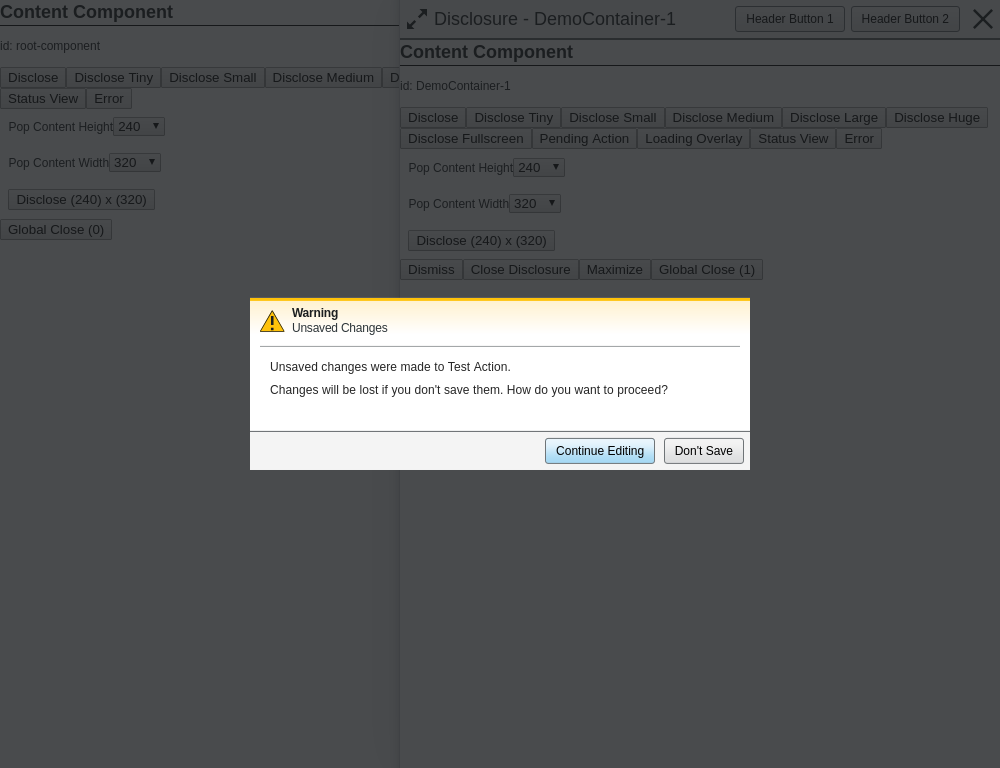 Content Component
id: root-component
Disclose Disclose Tiny Disclose Small Disclose Medium D
Status View Error
Pop Content Height 240
Pop Content Width 320
Disclose (240) x (320)
Global Close (0)
Disclosure - DemoContainer-1 Header Button 1 Header Button 2
Content Component
id: DemoContainer-1
Disclose Disclose Tiny Disclose Small Disclose Medium Disclose Large Disclose Huge
Disclose Fullscreen Pending Action Loading Overlay Status View Error
Pop Content Height 240
Pop Content Width 320
Disclose (240) x (320)
Dismiss Close Disclosure Maximize Global Close (1)
Warning
Unsaved Changes
Unsaved changes were made to Test Action.
Changes will be lost if you don't save them. How do you want to proceed?
Continue Editing Don't Save